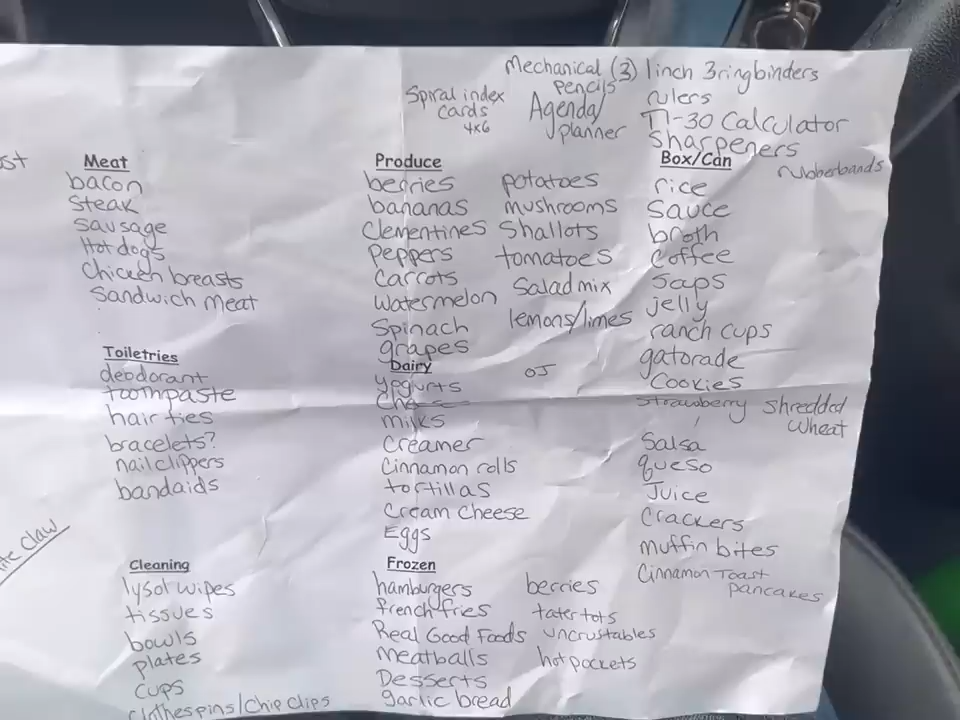 Mechanical pencils
(3) 1inch 3ringbinders
Spiral index cards 4x6
Agenda/planner
rulers
TI-30 Calculator
Sharpeners
rubberbands
Meat
bacon
Steak
Sausage
Hot dogs
Chicken breasts
Sandwich meat
Toiletries
deodorant
toothpaste
hair ties
bracelets?
nail clippers
bandaids
Cleaning
lysol wipes
tissues
bowls
plates
cups
Clothespins/chip clips
Produce
berries
bananas
Clementines
Peppers
Carrots
Watermelon
Spinach
grapes
potatoes
mushrooms
Shallots
tomatoes
Salad mix
lemons/limes
Dairy
OJ
yogurts
Cheese
milks
Creamer
Cinnamon rolls
tortillas
Cream Cheese
Eggs
Frozen
hamburgers
french fries
Real Good Foods
Meatballs
Desserts
garlic bread
berries
tater tots
uncrustables
hot pockets
Box/Can
rice
Sauce
broth
Coffee
jelly
ranch cups
gatorade
Cookies
Strawberry shredded wheat
Salsa
queso
Juice
Crackers
muffin bites
Cinnamon Toast pancakes
claw